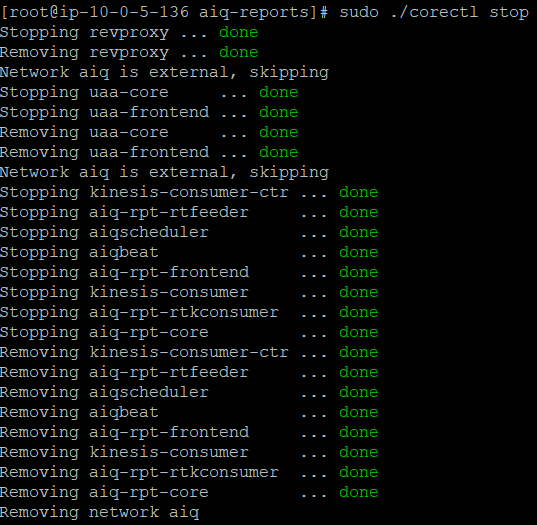 [root@ip-10-0-5-136 aiq-reports]# sudo ./corectl stop
Stopping revproxy ... done
Removing revproxy ... done
Network aiq is external, skipping
Stopping uaa-core     ... done
Stopping uaa-frontend ... done
Removing uaa-core     ... done
Removing uaa-frontend ... done
Network aiq is external, skipping
Stopping kinesis-consumer-ctr ... done
Stopping aiq-rpt-rtfeeder     ... done
Stopping aiqscheduler         ... done
Stopping aiqbeat              ... done
Stopping aiq-rpt-frontend     ... done
Stopping kinesis-consumer     ... done
Stopping aiq-rpt-rtkconsumer  ... done
Stopping aiq-rpt-core         ... done
Removing kinesis-consumer-ctr ... done
Removing aiq-rpt-rtfeeder     ... done
Removing aiqscheduler         ... done
Removing aiqbeat              ... done
Removing aiq-rpt-frontend     ... done
Removing kinesis-consumer     ... done
Removing aiq-rpt-rtkconsumer  ... done
Removing aiq-rpt-core         ... done
Removing network aiq